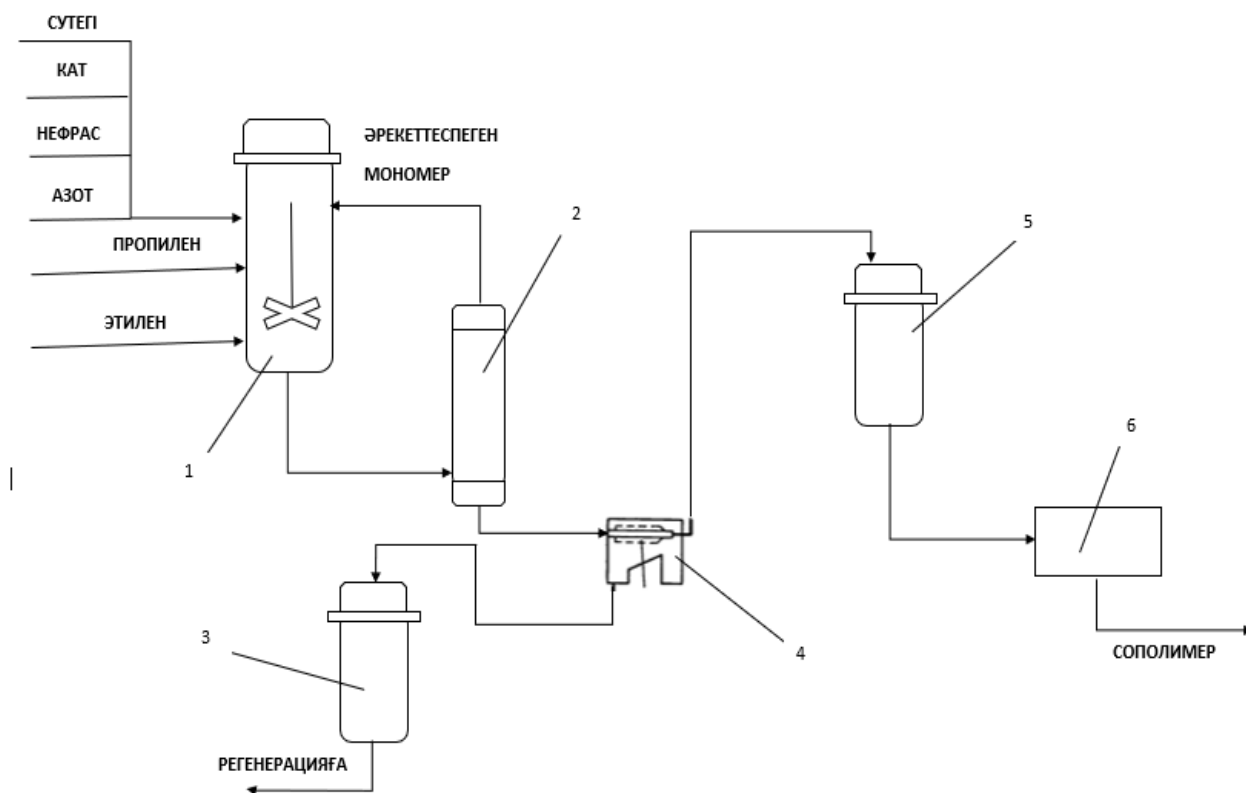 СУТЕГІ
КАТ
НЕФРАС
АЗОТ
ПРОПИЛЕН
ЭТИЛЕН
ӘРЕКЕТТЕСПЕГЕН
МОНОМЕР
1
2
3
4
5
6
РЕГЕНЕРАЦИЯҒА
СОПОЛИМЕР